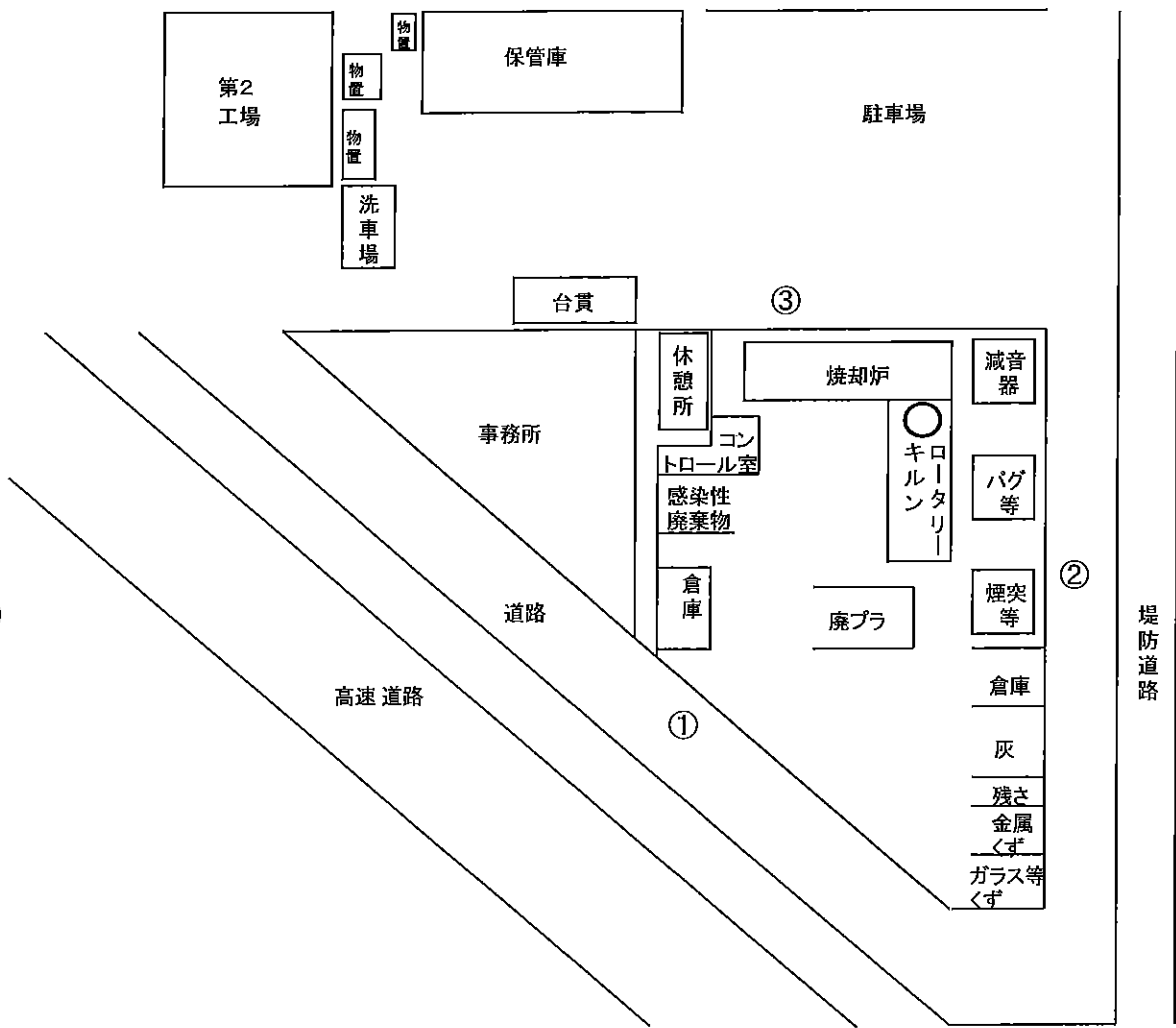 物
置
保管庫
第2
工場
物
置
駐車場
物
置
洗
車
場
台貫
③
休
憩
所
焼却炉
減音
器
事務所
コン
トロール室
ロータリー
キルン
バグ
等
感染性
廃棄物
②
倉
庫
煙突
等
道路
廃プラ
堤防道路
高速 道路
倉庫
①
灰
残さ
金属
くず
ガラス等
くず